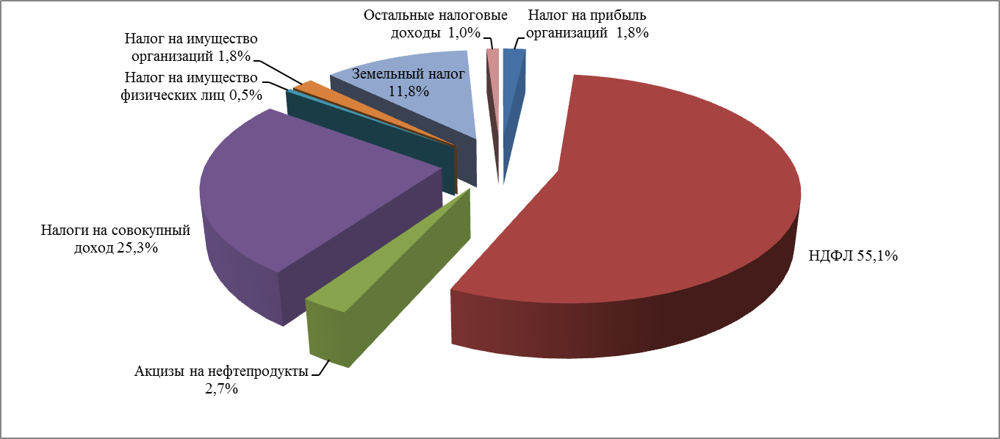 Остальные налоговые
доходы 1,0%
Налог на прибыль
организаций 1,8%
Налог на имущество
организаций 1,8%
Налог на имущество
физических лиц 0,5%
Земельный налог
11,8%
Налоги на совокупный
доход 25,3%
НДФЛ 55,1%
Акцизы на нефтепродукты
2,7%